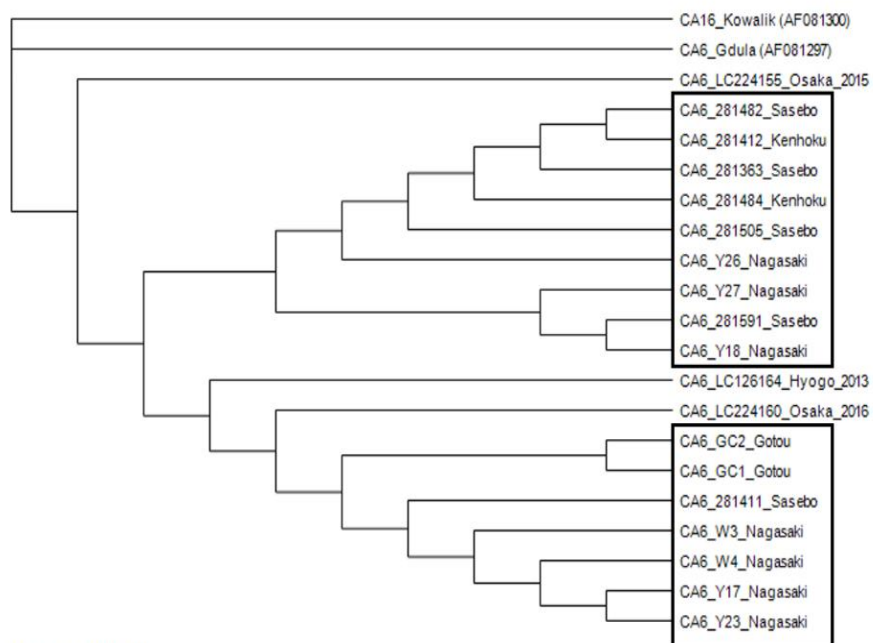 CA16_Kowalik (AF081300)
CA6_Gdula (AF081297)
CA6_LC224155_Osaka_2015
CA6_281482_Sasebo
CA6_281412_Kenhoku
CA6_281363_Sasebo
CA6_281484_Kenhoku
CA6_281505_Sasebo
CA6_Y26_Nagasaki
CA6_Y27_Nagasaki
CA6_281591_Sasebo
CA6_Y18_Nagasaki
CA6_LC126164_Hyogo_2013
CA6_LC224160_Osaka_2016
CA6_GC2_Gotou
CA6_GC1_Gotou
CA6_281411_Sasebo
CA6_W3_Nagasaki
CA6_W4_Nagasaki
CA6_Y17_Nagasaki
CA6_Y23_Nagasaki